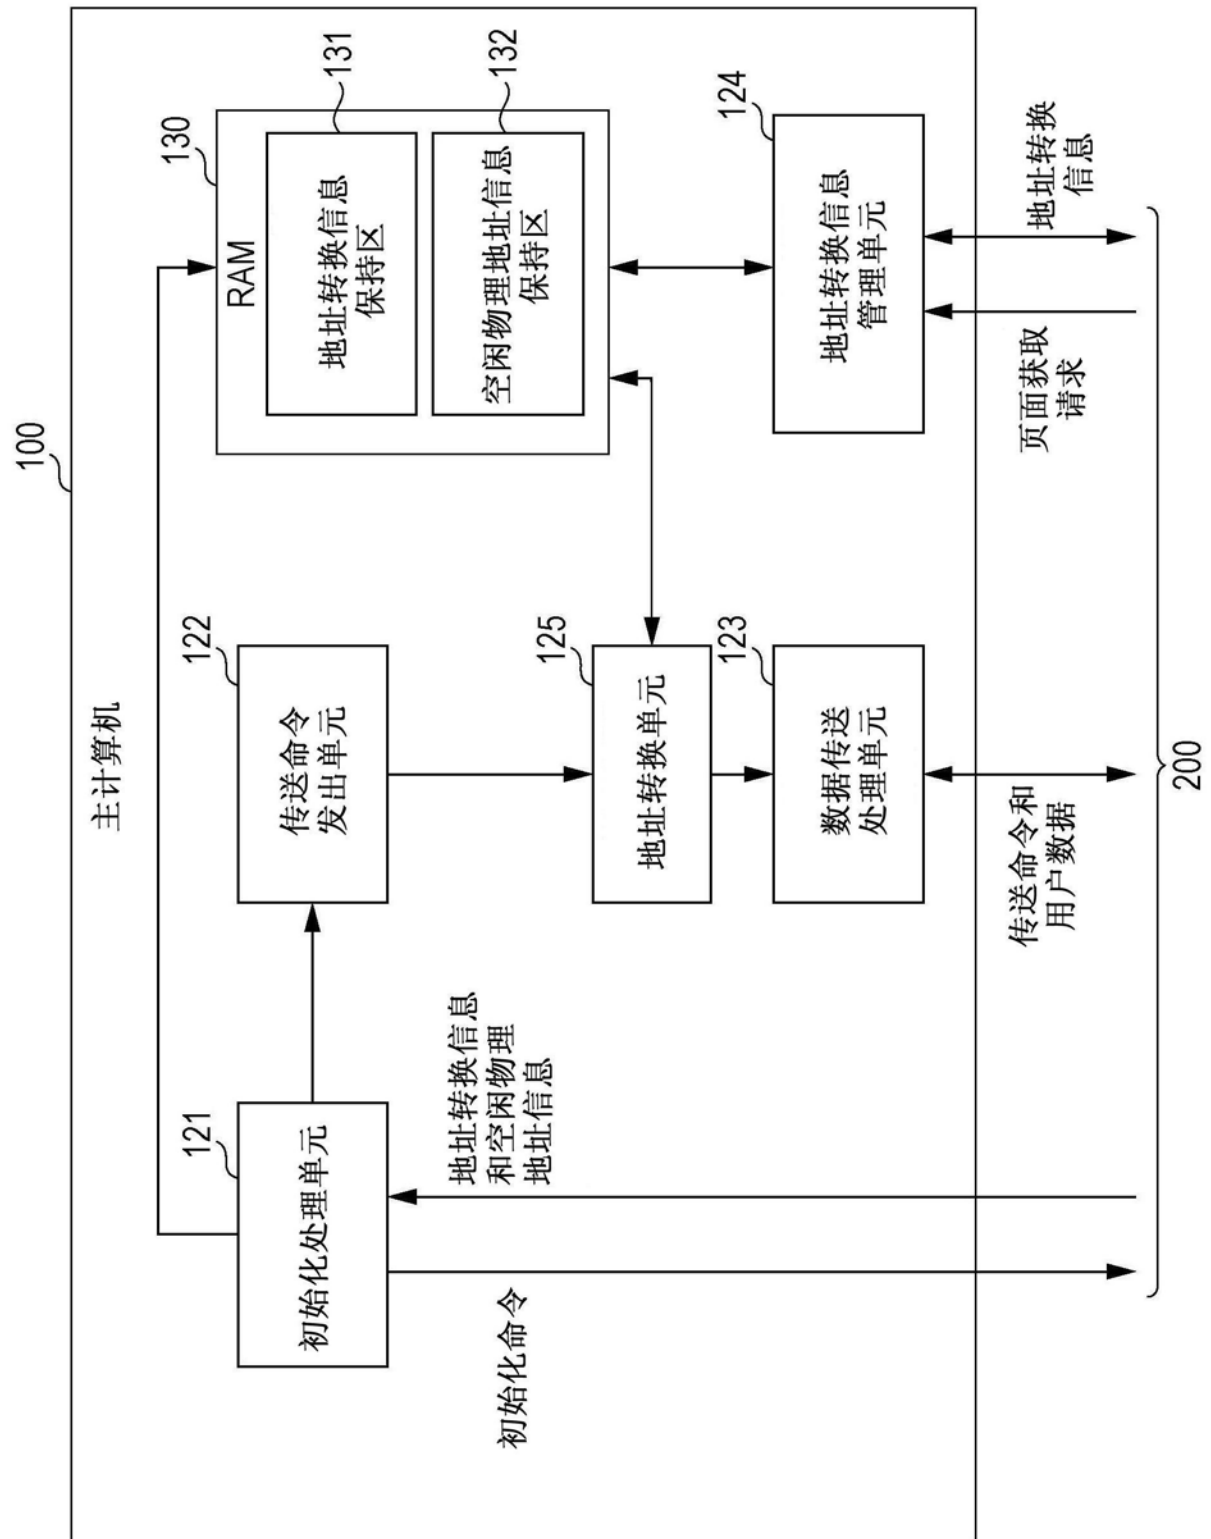 100
主计算机
121
初始化处理单元
122
传送命令
发出单元
130
RAM
131
地址转换信息
保持区
132
空闲物理地址信息
保持区
125
地址转换单元
123
数据传送
处理单元
124
地址转换信息
管理单元
初始化命令
地址转换信息
和空闲物理
地址信息
传送命令和
用户数据
页面获取
请求
地址转换
信息
200